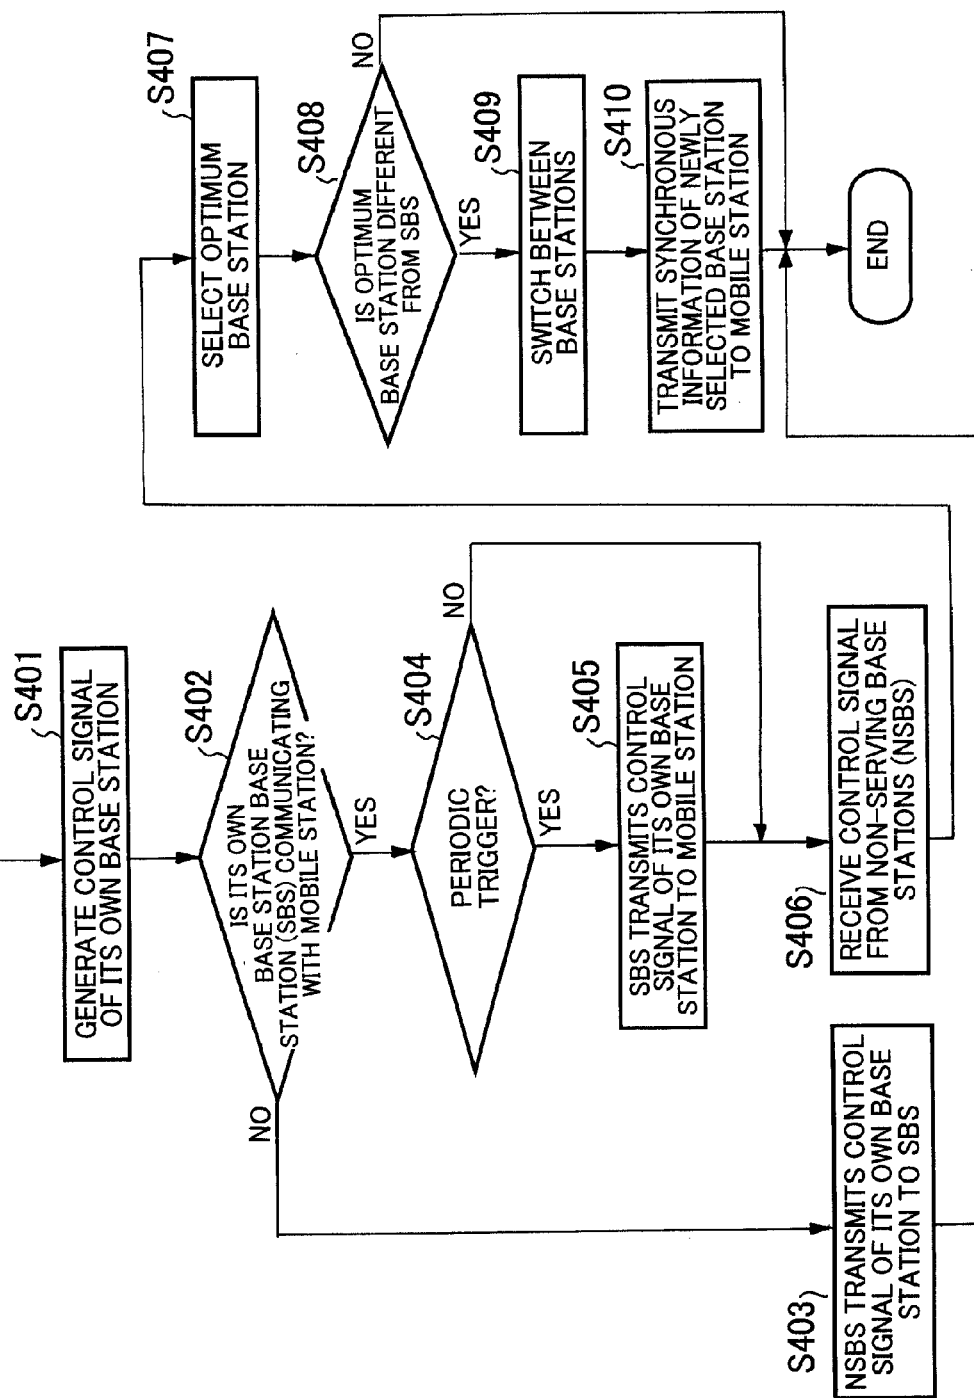 S401
GENERATE CONTROL SIGNAL
OF ITS OWN BASE STATION
S402
IS ITS OWN
BASE STATION BASE
STATION (SBS) COMMUNICATING
WITH MOBILE STATION?
NO
YES
S403
NSBS TRANSMITS CONTROL
SIGNAL OF ITS OWN BASE
STATION TO SBS
S404
PERIODIC
TRIGGER?
NO
YES
S405
SBS TRANSMITS CONTROL
SIGNAL OF ITS OWN BASE
STATION TO MOBILE STATION
S406
RECEIVE CONTROL SIGNAL
FROM NON-SERVING BASE
STATIONS (NSBS)
S407
SELECT OPTIMUM
BASE STATION
S408
IS OPTIMUM
BASE STATION DIFFERENT
FROM SBS
NO
YES
S409
SWITCH BETWEEN
BASE STATIONS
S410
TRANSMIT SYNCHRONOUS
INFORMATION OF NEWLY
SELECTED BASE STATION
TO MOBILE STATION
END